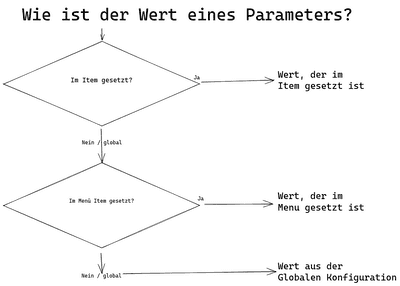 Wie ist der Wert eines Parameters?
Im Item gesetzt?
Ja
Wert, der im
Item gesetzt ist
Nein / global
Im Menü Item gesetzt?
Ja
Wert, der im
Menu gesetzt ist
Nein / global
Wert aus der
Globalen Konfiguration